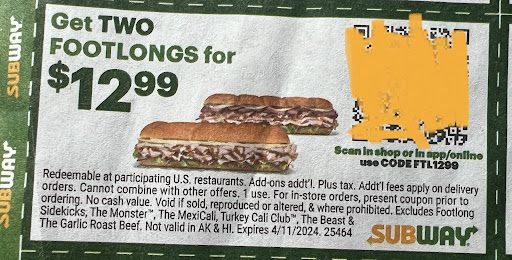 Get TWO
FOOTLONGS for
$12.99
SUBWAY
SUBWAY
Scan in shop or in app/online
use CODE FTL1299
Redeemable at participating U.S. restaurants. Add-ons addt'l. Plus tax. Addt'l fees apply on delivery
orders. Cannot combine with other offers. 1 use. For in-store orders, present coupon prior to
ordering. No cash value. Void if sold, reproduced or altered, & where prohibited. Excludes Footlong
Sidekicks, The Monster™, The MexiCali, Turkey Cali Club™, The Beast &
The Garlic Roast Beef. Not valid in AK & HI. Expires 4/11/2024. 25464
SUBWAY